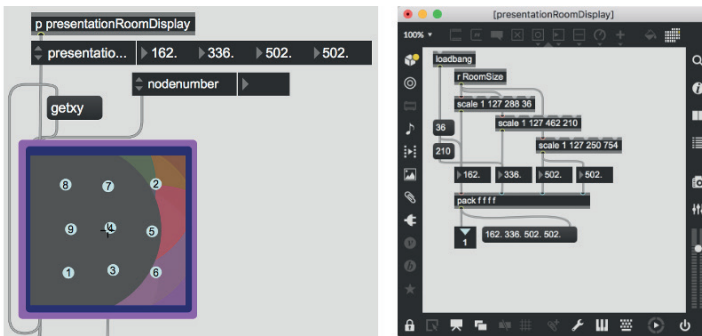 p presentationRoomDisplay
presentatio... 162. 336. 502. 502.
nodenumber
getxy
8 7 2
9 4 5
1 3 6
[presentationRoomDisplay]
100%
loadbang
r RoomSize
scale 1 127 288 36
36
scale 1 127 462 210
210
scale 1 127 250 754
162. 336. 502. 502.
pack f f f f
1
162. 336. 502. 502.